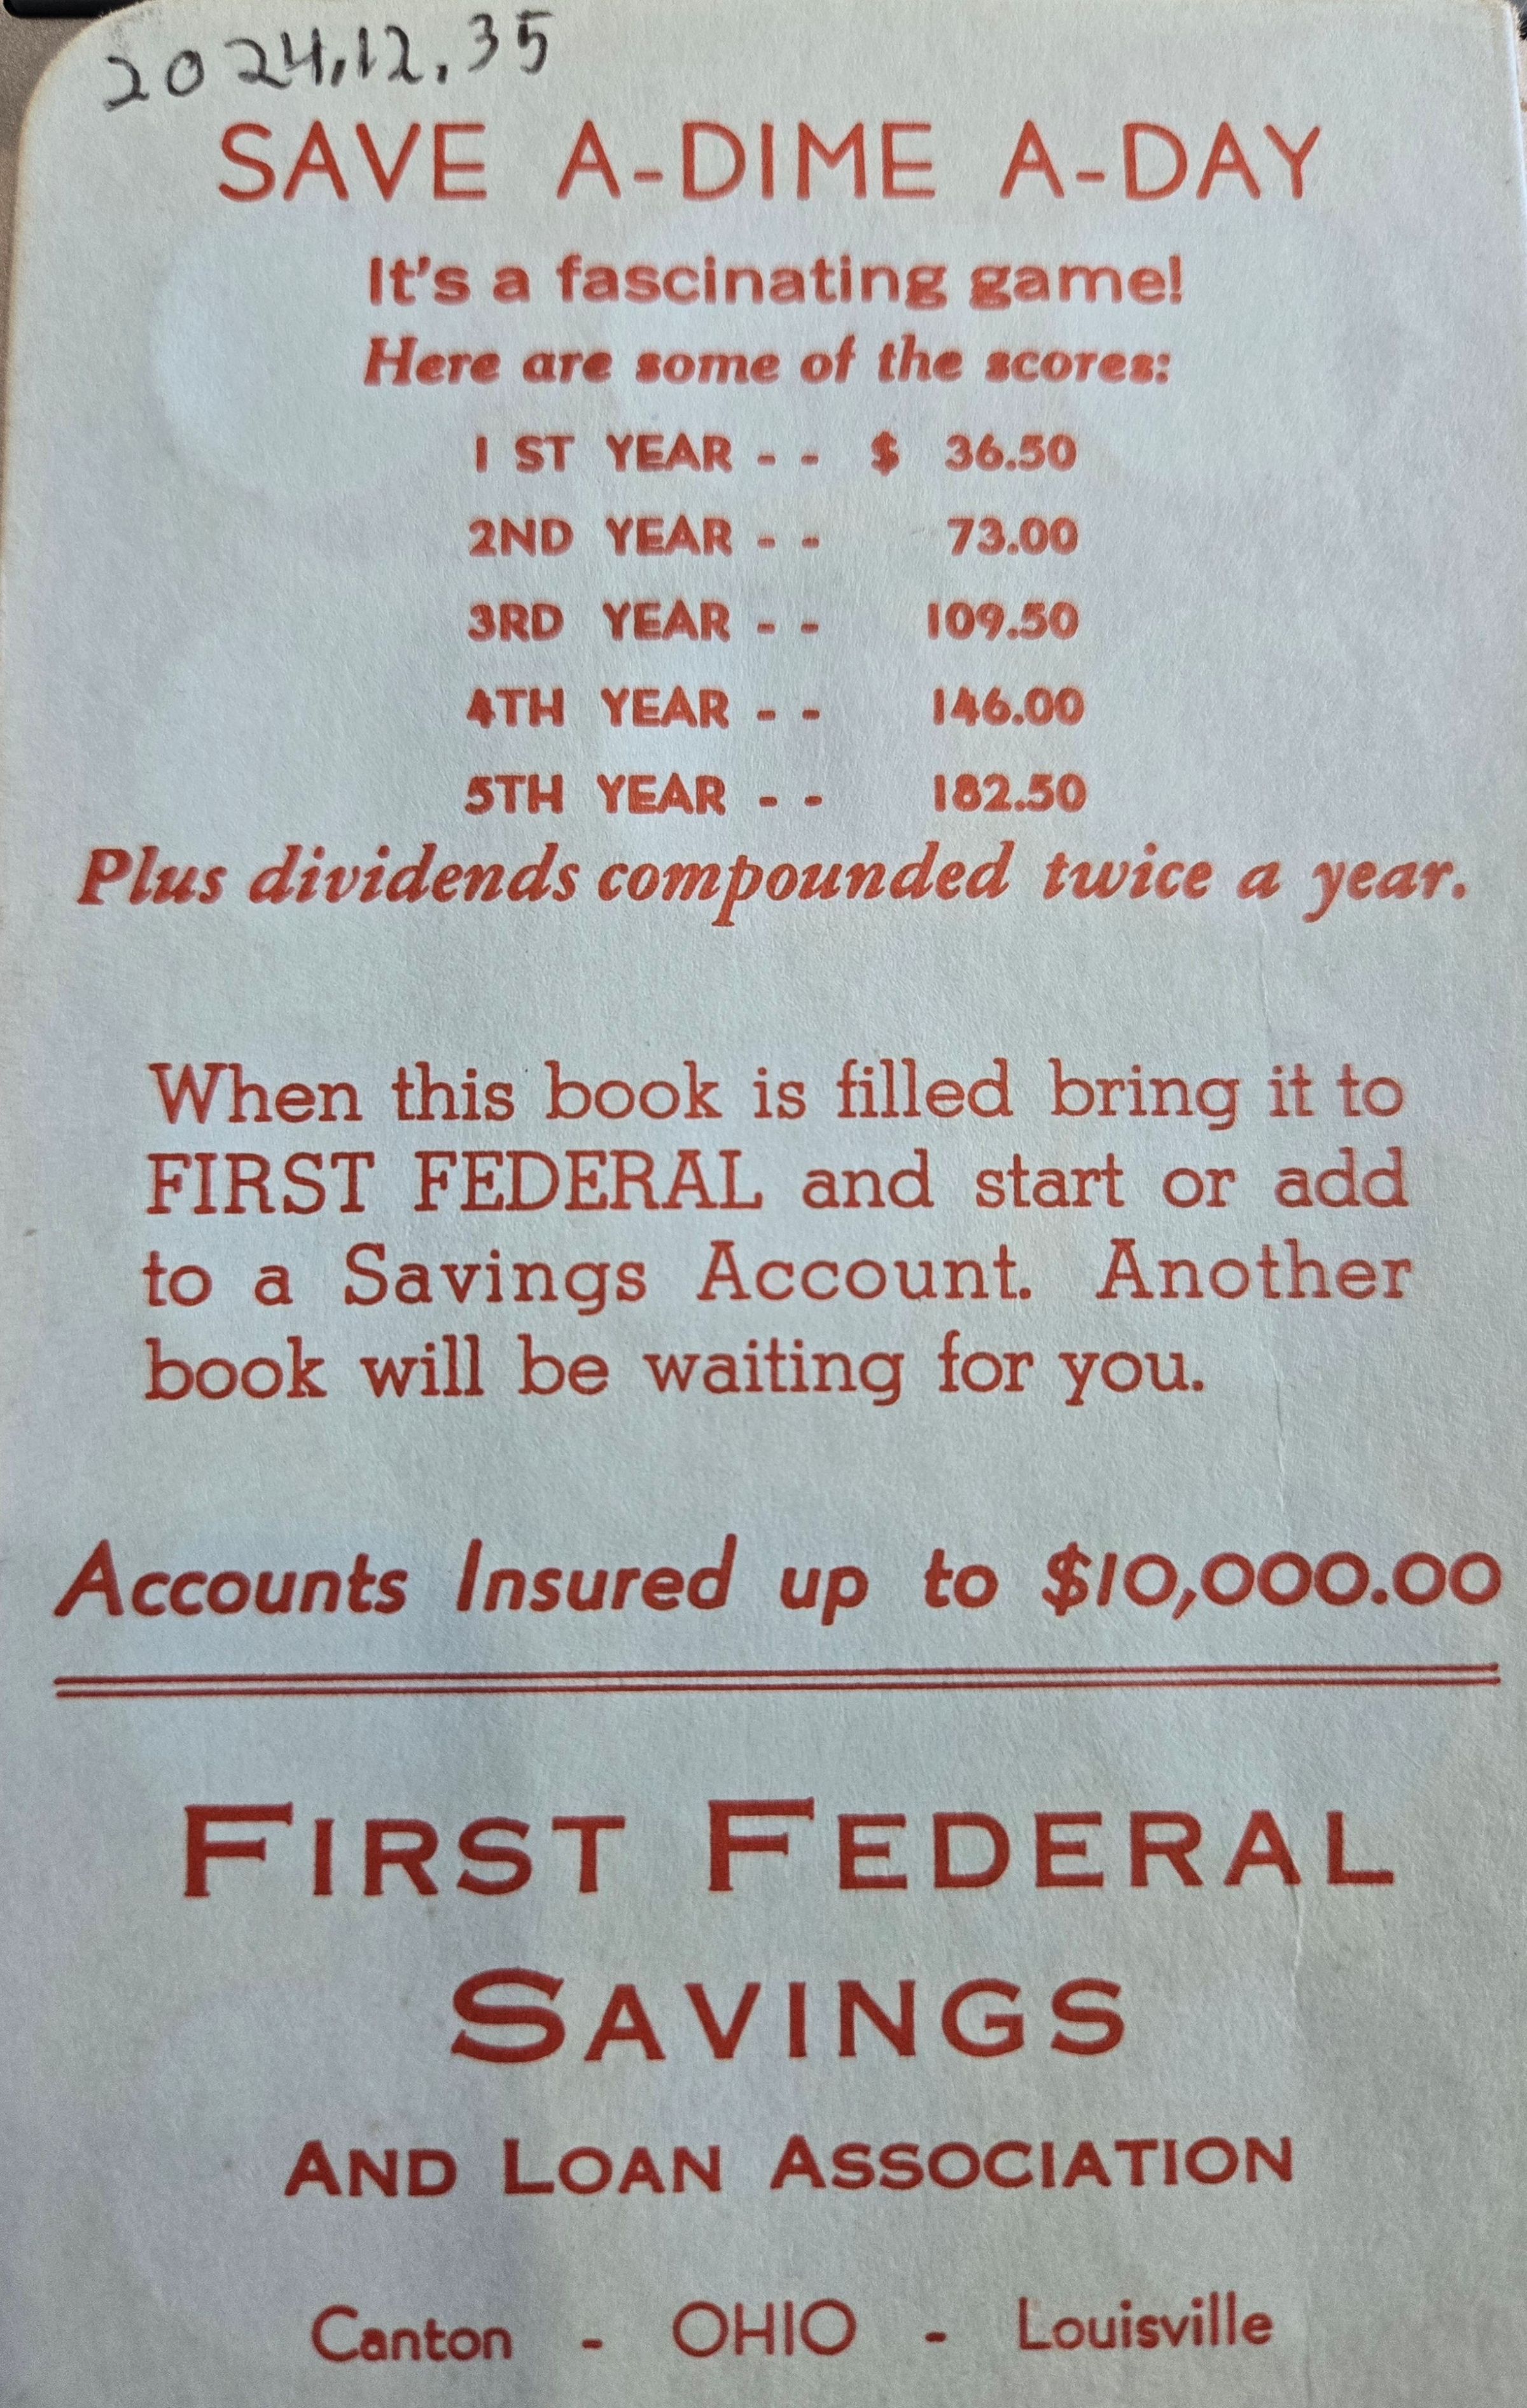 2024.12.35
SAVE A-DIME A-DAY
It's a fascinating game!
Here are some of the scores:
1 ST YEAR - - $ 36.50
2ND YEAR - - 73.00
3RD YEAR - - 109.50
4TH YEAR - - 146.00
5TH YEAR - - 182.50
Plus dividends compounded twice a year.
When this book is filled bring it to
FIRST FEDERAL and start or add
to a Savings Account. Another
book will be waiting for you.
Accounts Insured up to $10,000.00
FIRST FEDERAL
SAVINGS
AND LOAN ASSOCIATION
Canton - OHIO - Louisville